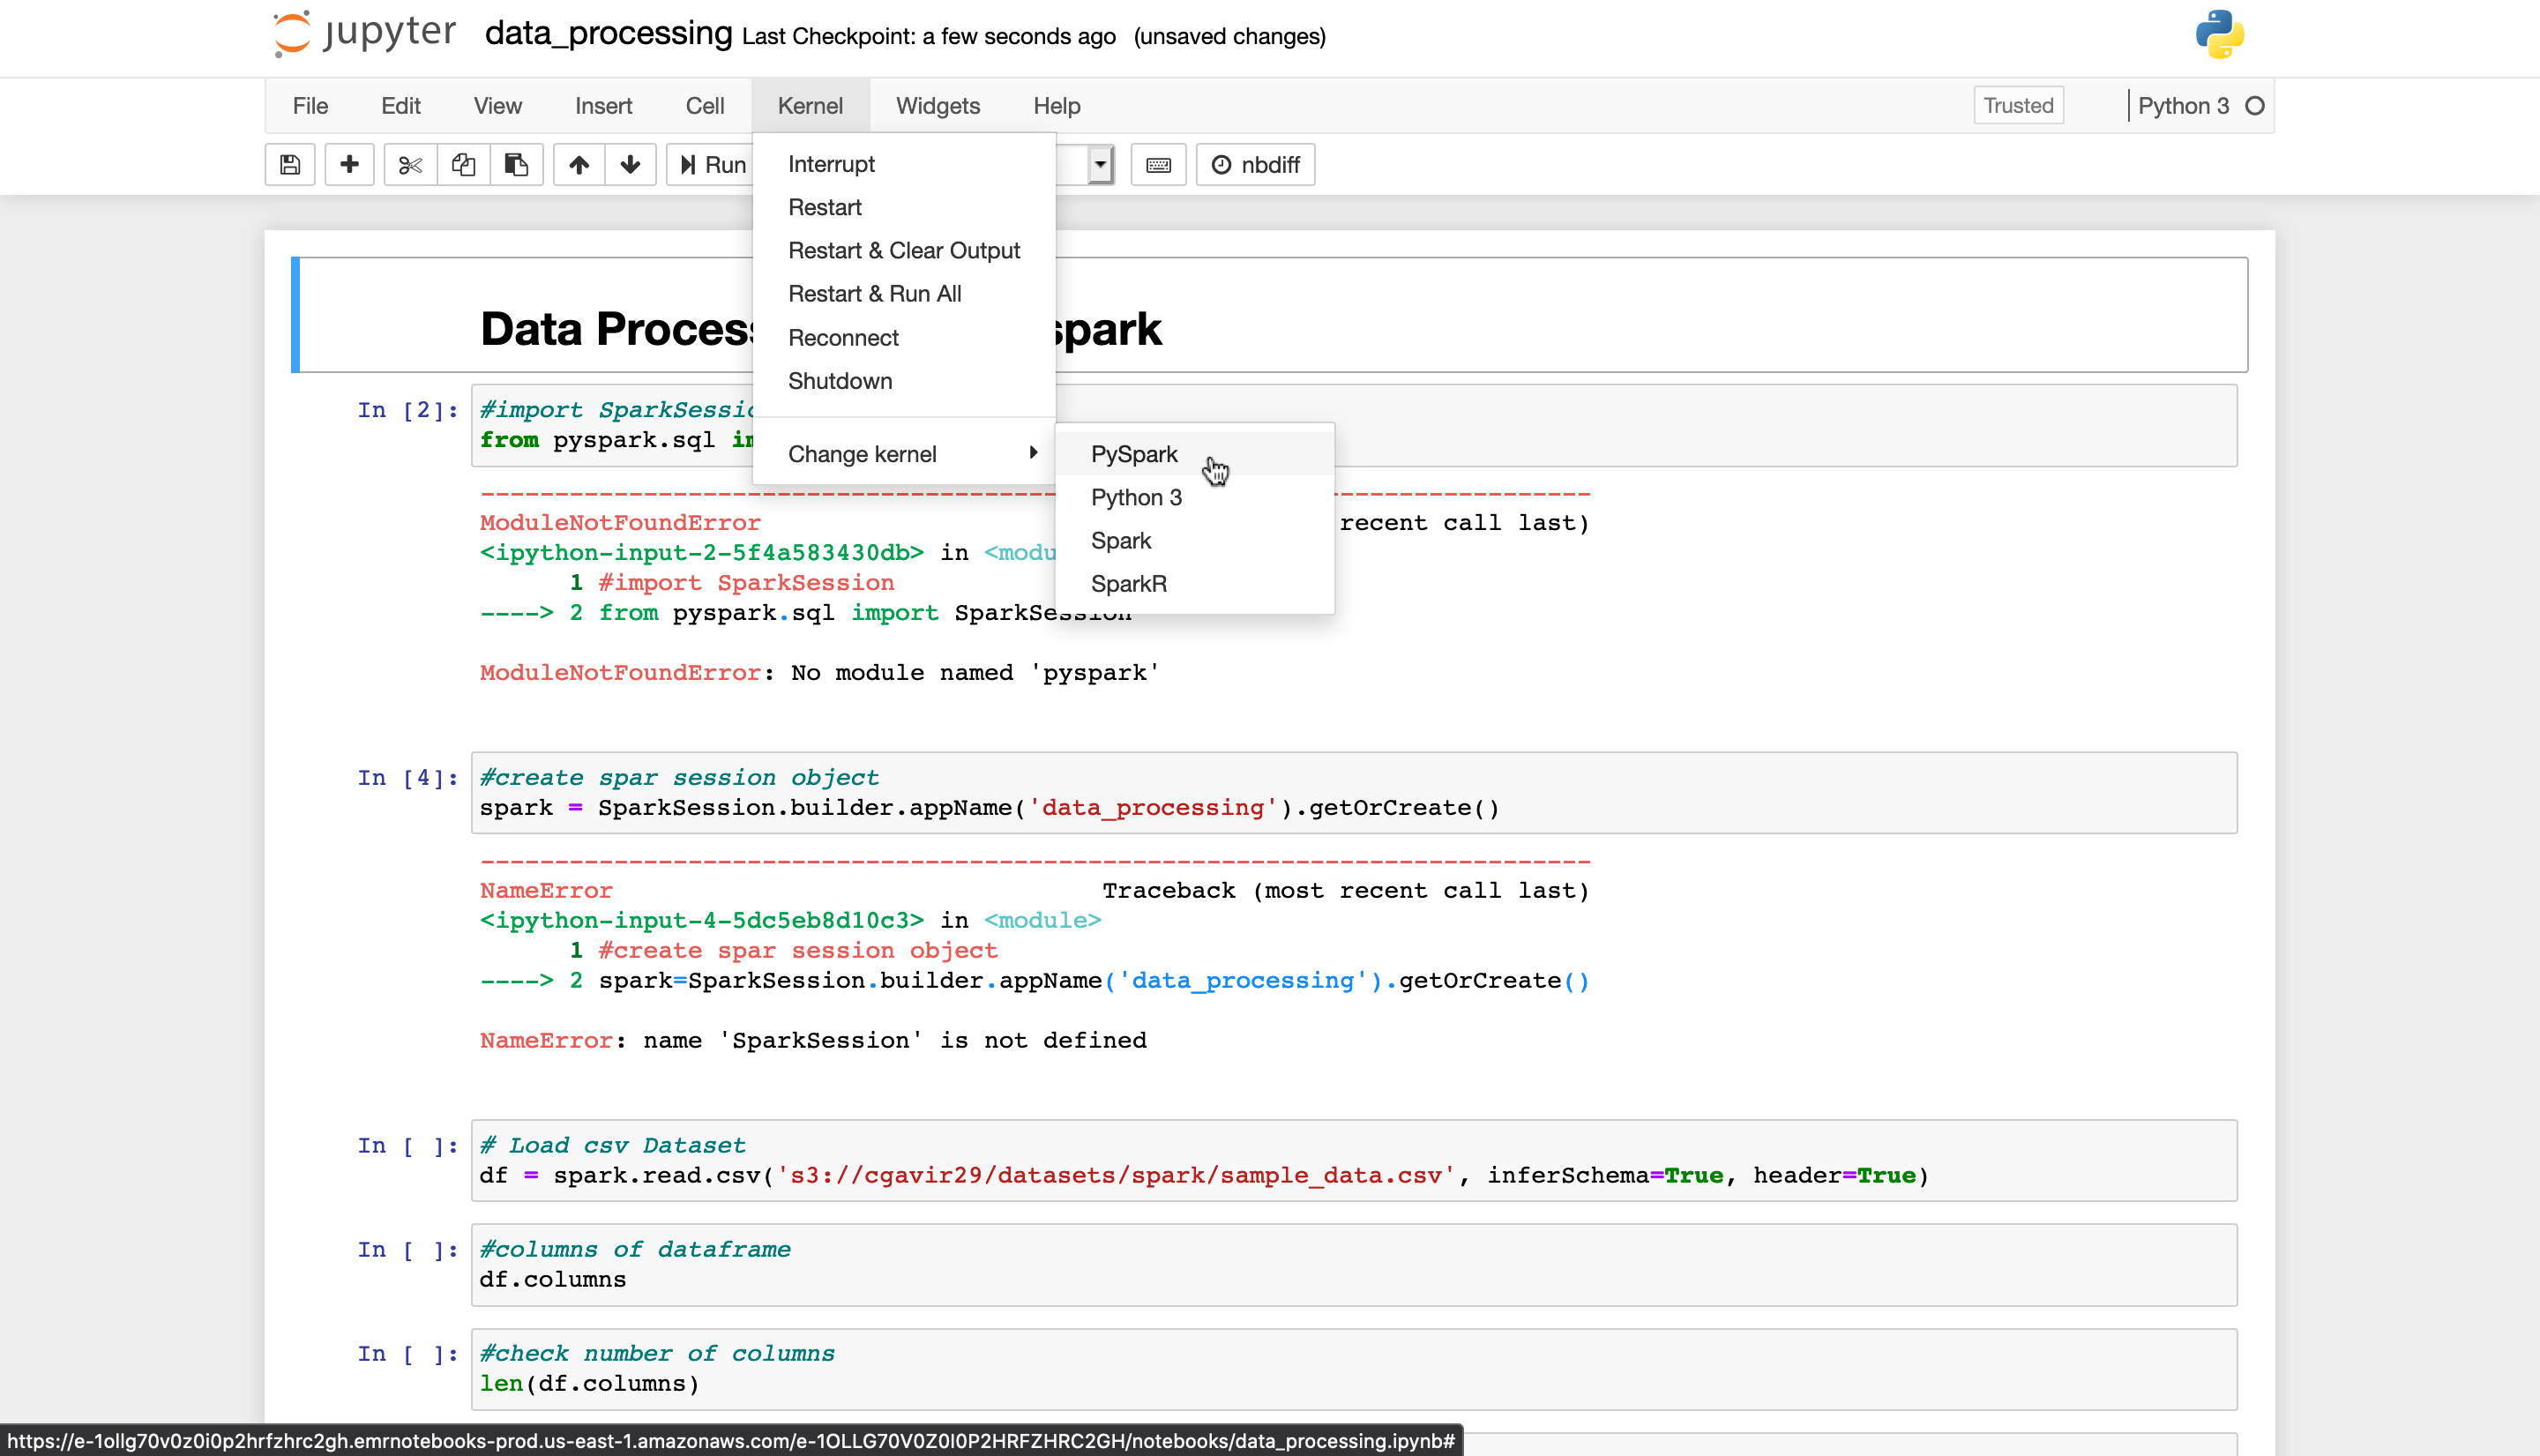 jupyter data_processing Last Checkpoint: a few seconds ago (unsaved changes)
File Edit View Insert Cell Kernel Widgets Help Trusted Python 3
Run nbdiff
Interrupt
Restart
Restart & Clear Output
Restart & Run All
Reconnect
Shutdown
Change kernel
PySpark
Python 3
Spark
SparkR
Data Process spark
In [2]: #import SparkSessio
from pyspark.sql im
---------------------------------------------------------------------------
ModuleNotFoundError recent call last)
<ipython-input-2-5f4a583430db> in <modu
1 #import SparkSession
----> 2 from pyspark.sql import SparkSession
ModuleNotFoundError: No module named 'pyspark'
In [4]: #create spar session object
spark = SparkSession.builder.appName('data_processing').getOrCreate()
---------------------------------------------------------------------------
NameError Traceback (most recent call last)
<ipython-input-4-5dc5eb8d10c3> in <module>
1 #create spar session object
----> 2 spark=SparkSession.builder.appName('data_processing').getOrCreate()
NameError: name 'SparkSession' is not defined
In [ ]: # Load csv Dataset
df = spark.read.csv('s3://cgavir29/datasets/spark/sample_data.csv', inferSchema=True, header=True)
In [ ]: #columns of dataframe
df.columns
In [ ]: #check number of columns
len(df.columns)
https://e-1ollg70v0z0i0p2hrfzhrc2gh.emrnotebooks-prod.us-east-1.amazonaws.com/e-1OLLG70V0Z0I0P2HRFZHRC2GH/notebooks/data_processing.ipynb#